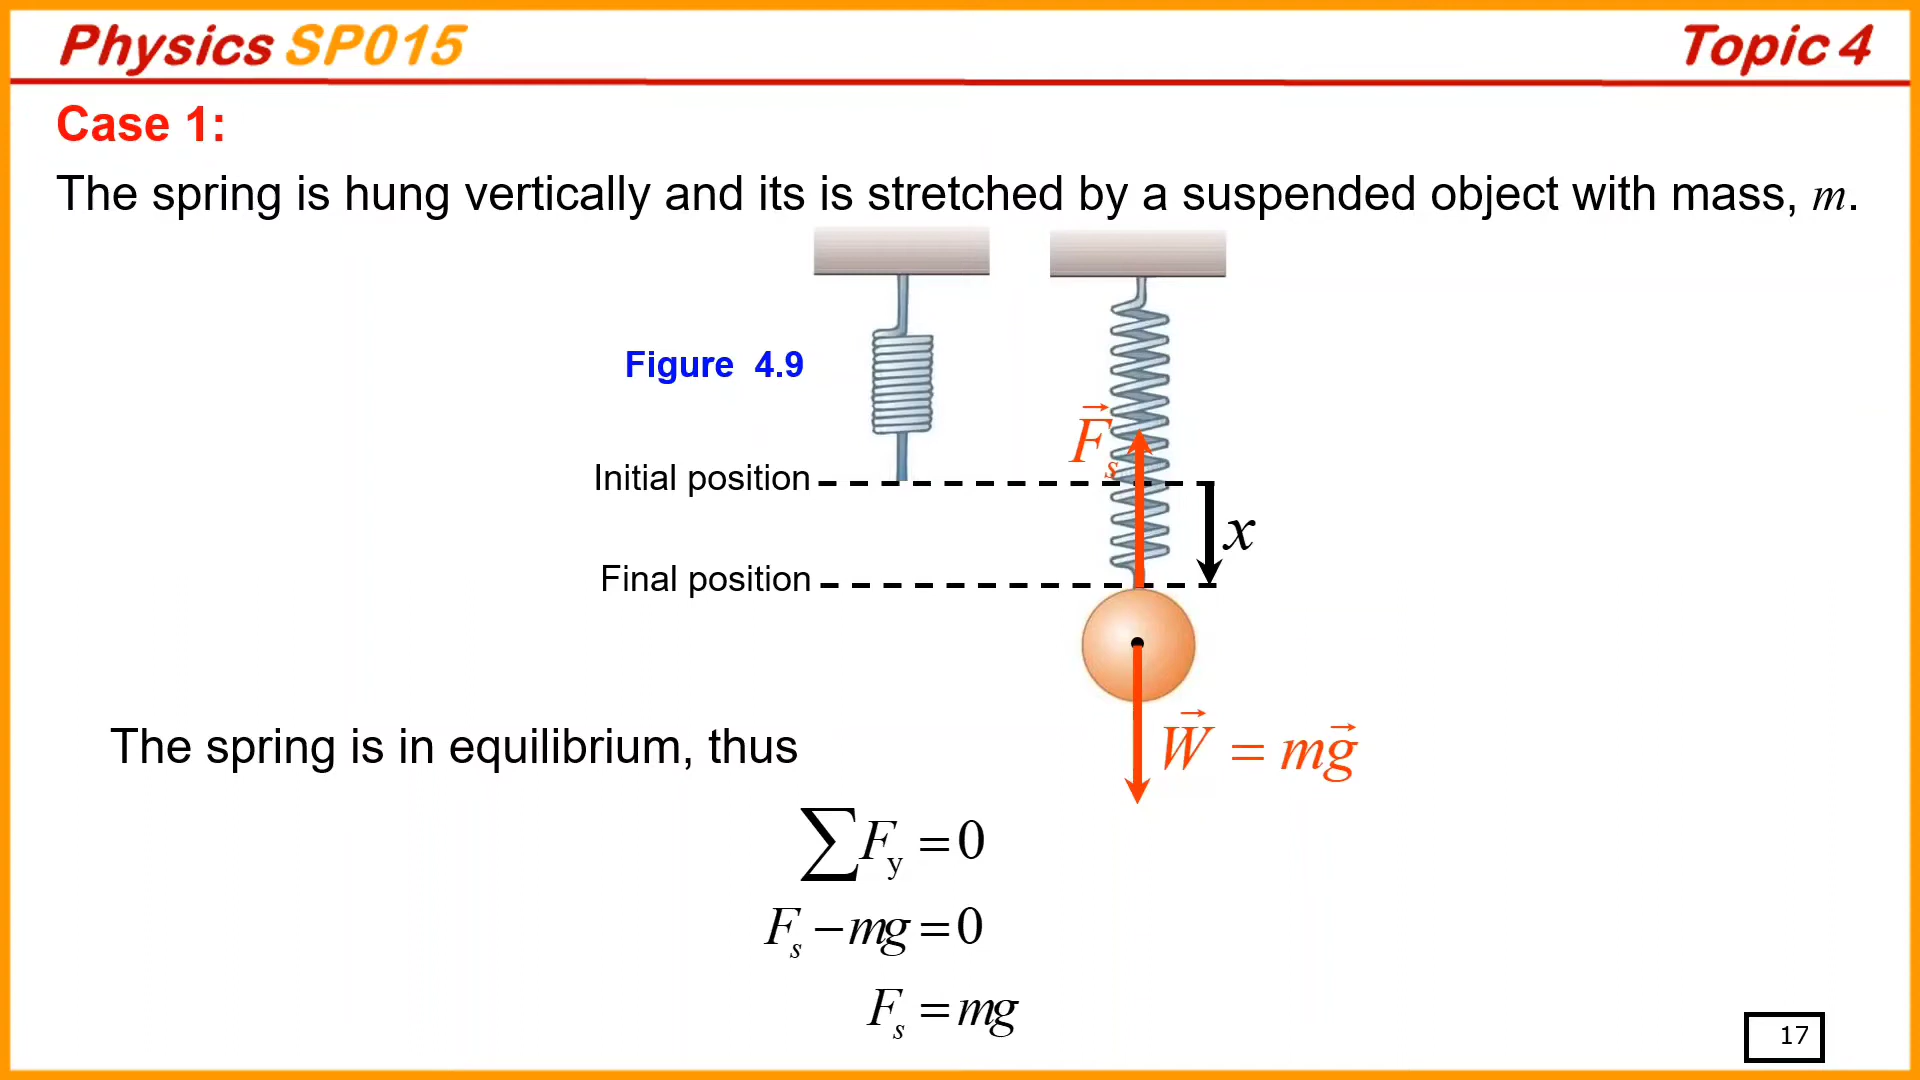 Physics SP015 Topic 4
Case 1:
The spring is hung vertically and its is stretched by a suspended object with mass, m.
Figure 4.9
F⃗ₛ
Initial position
x
Final position
The spring is in equilibrium, thus
W⃗ = mg⃗
∑Fy = 0
Fₛ − mg = 0
Fₛ = mg
17